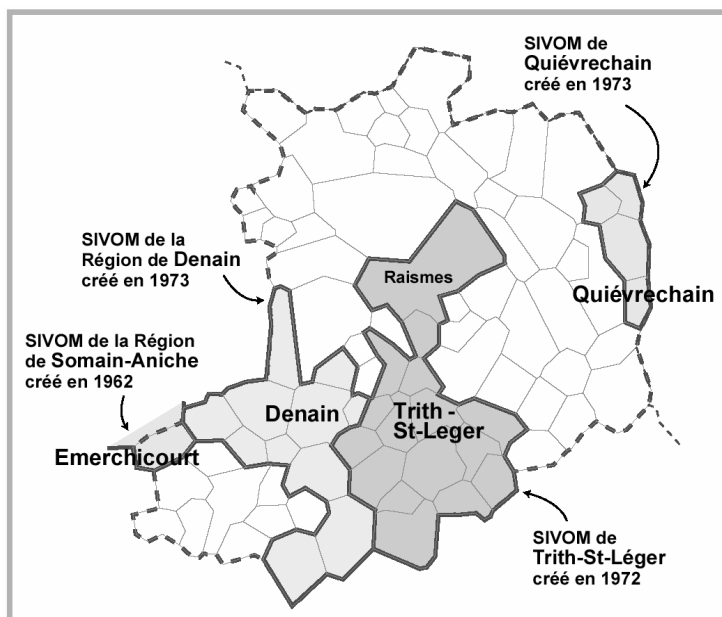 SIVOM de
Quiévrechain
créé en 1973
SIVOM de la
Région de Denain
créé en 1973
Raismes
Quiévrechain
SIVOM de la Région
de Somain-Aniche
créé en 1962
Denain
Trith -
St-Leger
Emerchicourt
SIVOM de
Trith-St-Léger
créé en 1972